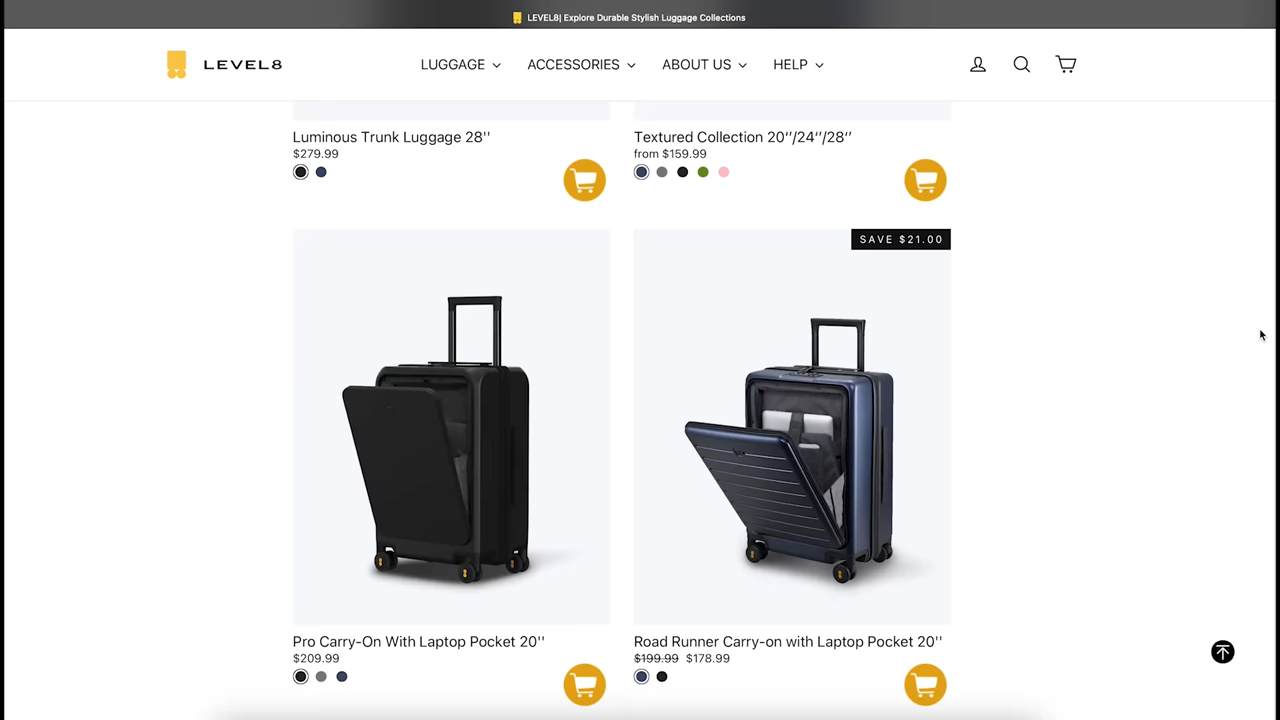 LEVEL8| Explore Durable Stylish Luggage Collections
LEVEL8
LUGGAGE
ACCESSORIES
ABOUT US
HELP
Luminous Trunk Luggage 28''
$279.99
Textured Collection 20''/24''/28''
from $159.99
SAVE $21.00
Pro Carry-On With Laptop Pocket 20''
$209.99
Road Runner Carry-on with Laptop Pocket 20''
$199.99 $178.99